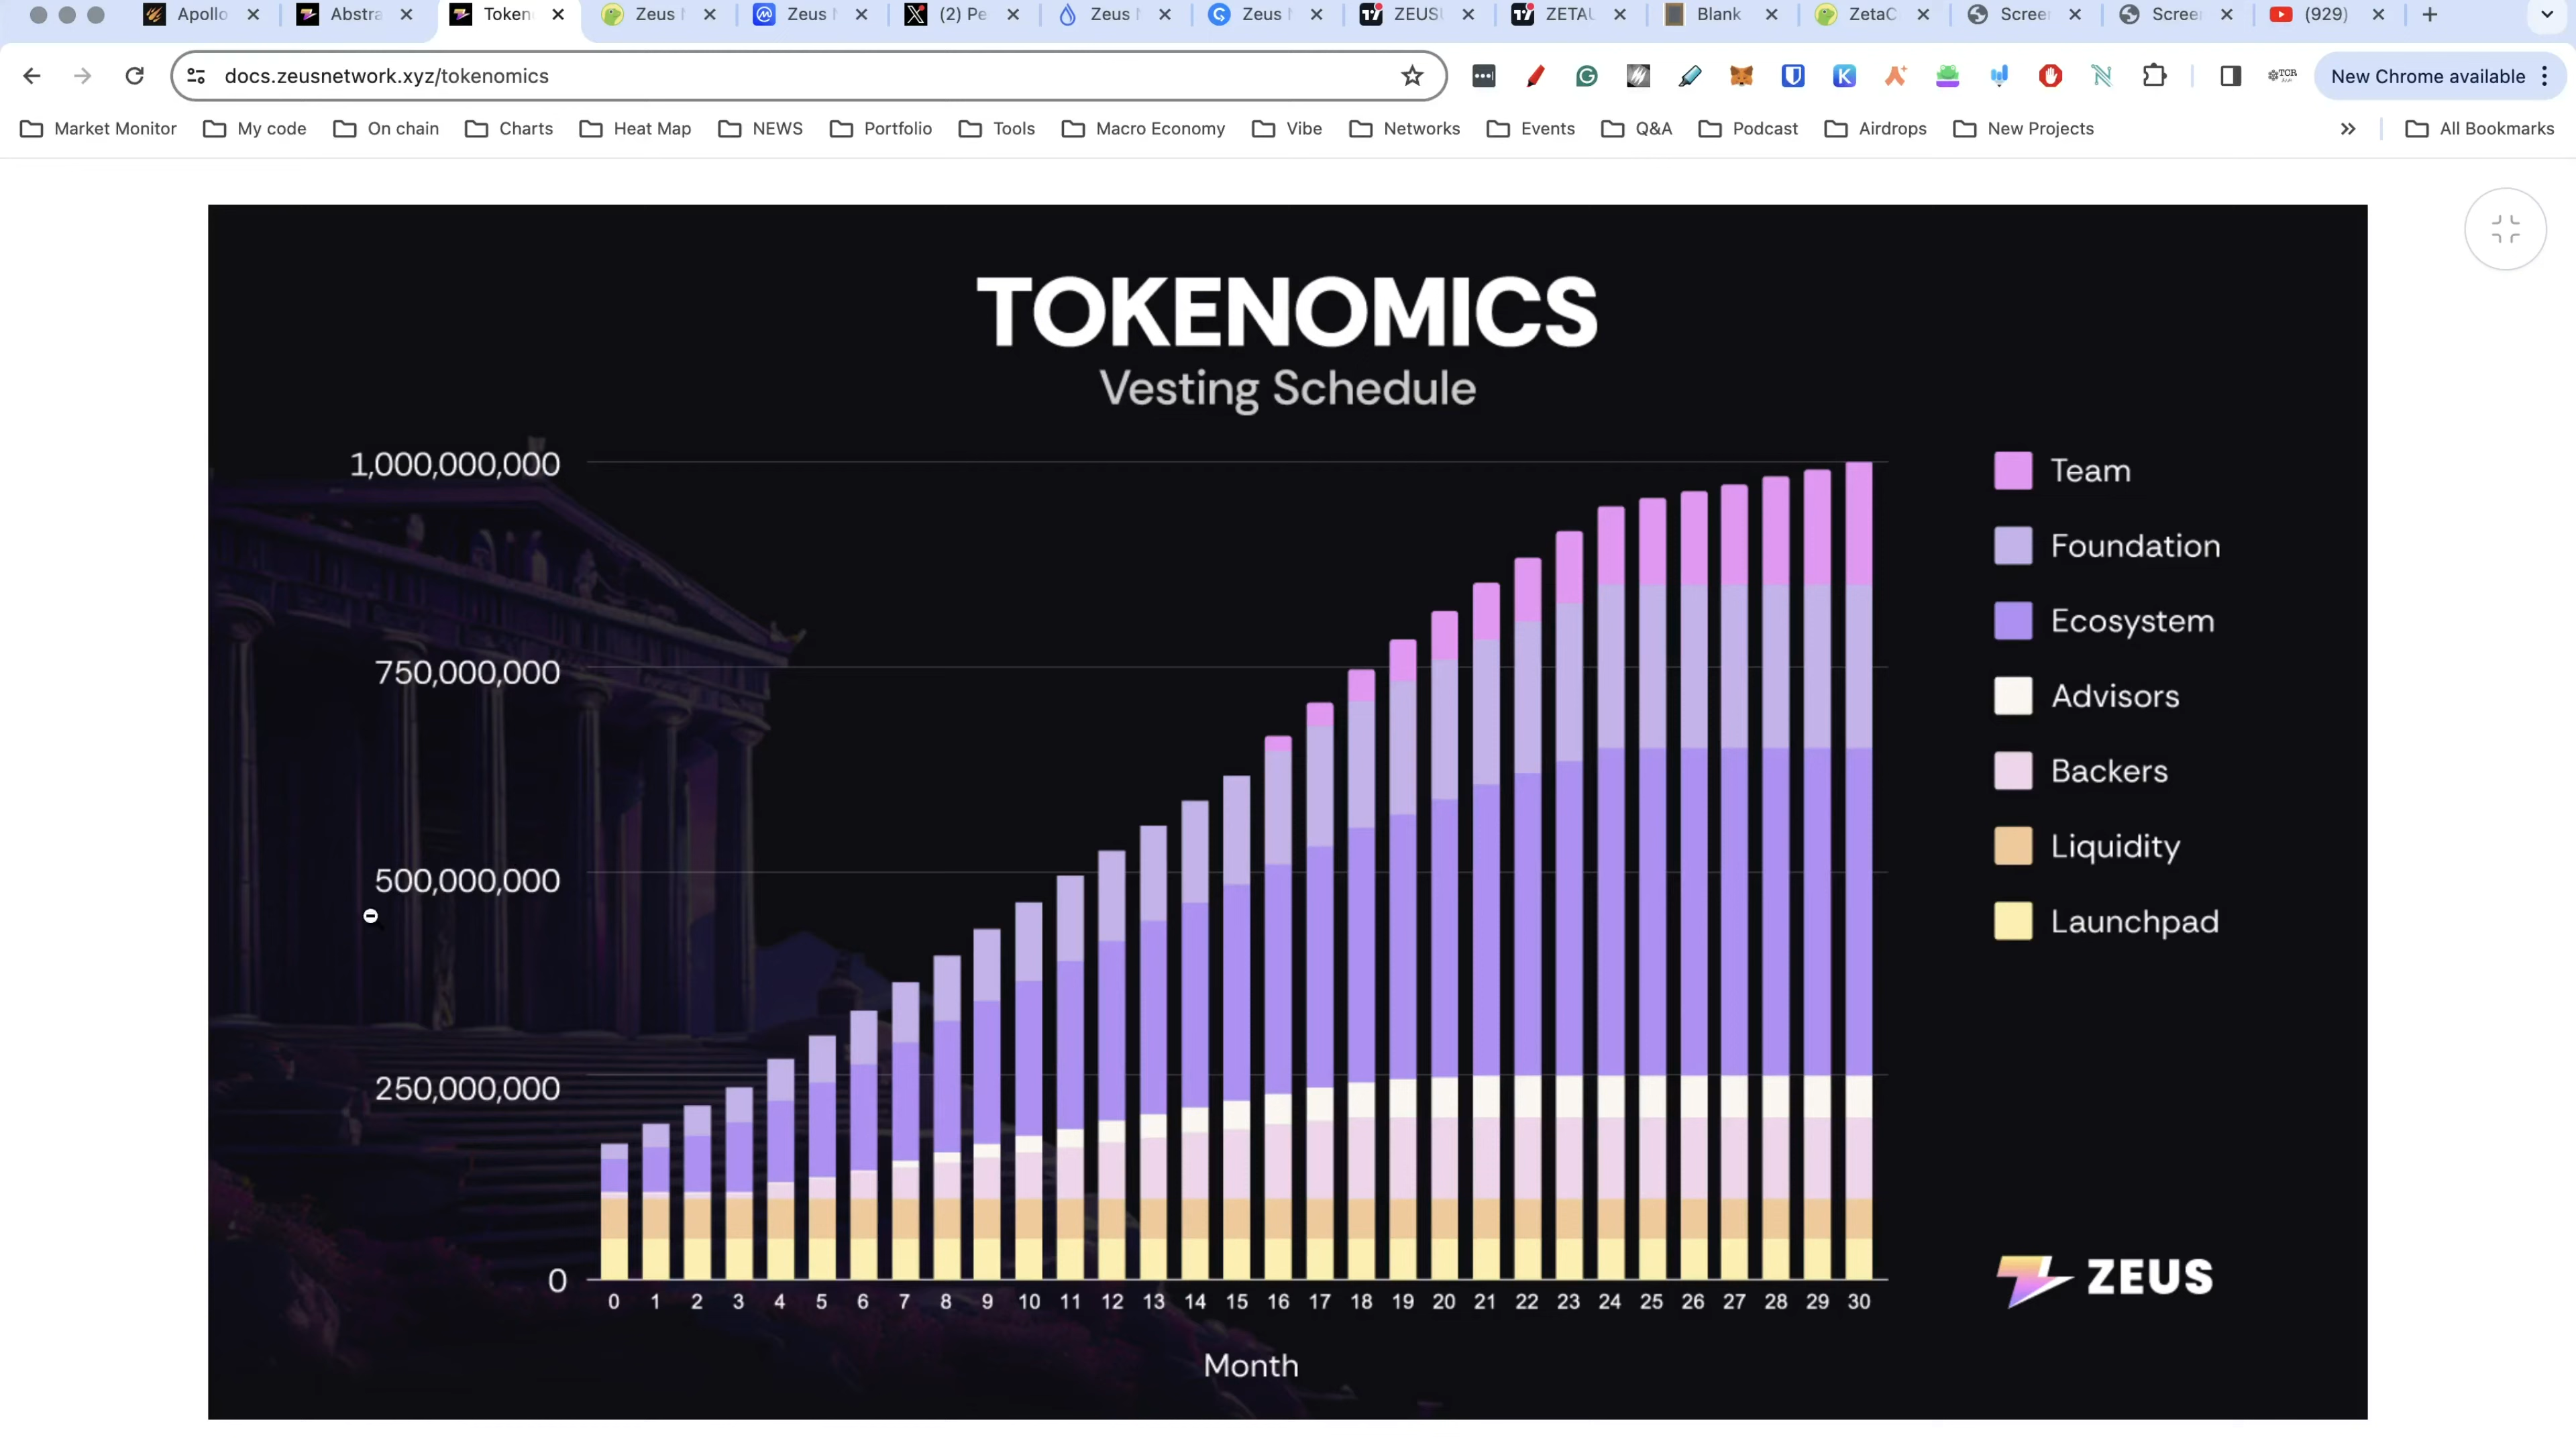 Apollo
Abstra
Token
Zeus
Zeus
(2) Pe
Zeus
Zeus
ZEUS
ZETAU
Blank
ZetaC
Scree
Scree
(929)
docs.zeusnetwork.xyz/tokenomics
New Chrome available
Market Monitor
My code
On chain
Charts
Heat Map
NEWS
Portfolio
Tools
Macro Economy
Vibe
Networks
Events
Q&A
Podcast
Airdrops
New Projects
All Bookmarks
TOKENOMICS
Vesting Schedule
1,000,000,000
750,000,000
500,000,000
250,000,000
0
0 1 2 3 4 5 6 7 8 9 10 11 12 13 14 15 16 17 18 19 20 21 22 23 24 25 26 27 28 29 30
Month
Team
Foundation
Ecosystem
Advisors
Backers
Liquidity
Launchpad
ZEUS